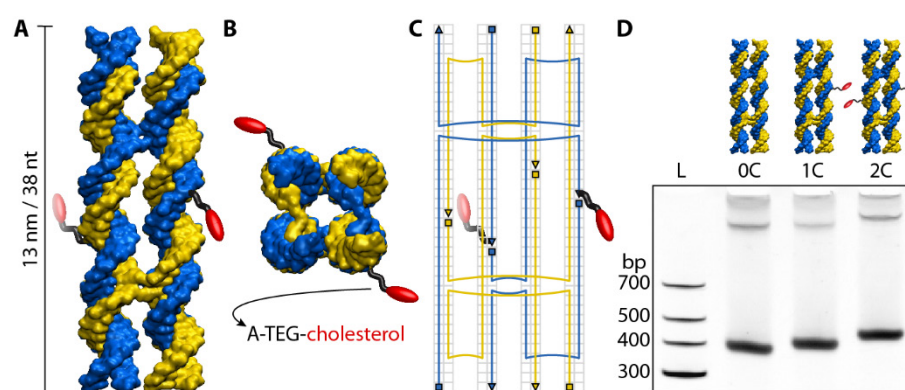 A
B
C
D
13 nm / 38 nt
A-TEG-cholesterol
L
0C
1C
2C
bp
700
500
400
300